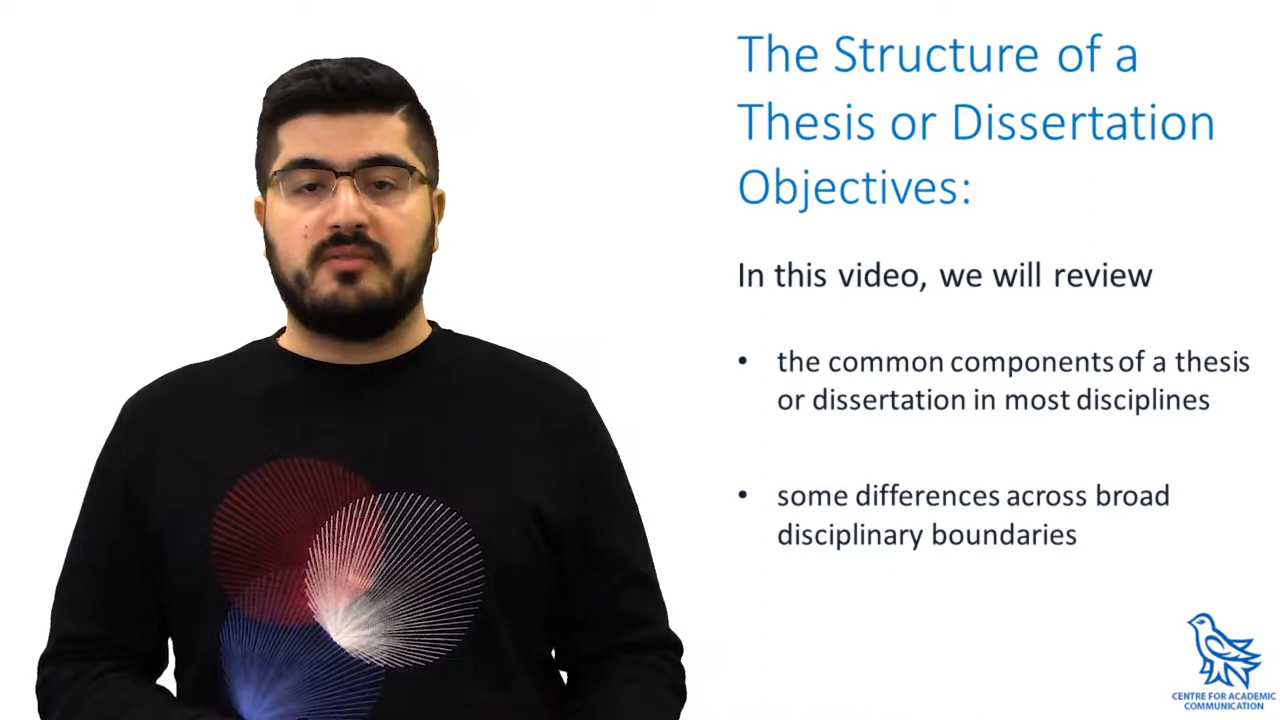 The Structure of a
Thesis or Dissertation
Objectives:
In this video, we will review
• the common components of a thesis
or dissertation in most disciplines
• some differences across broad
disciplinary boundaries
CENTRE FOR ACADEMIC
COMMUNICATION